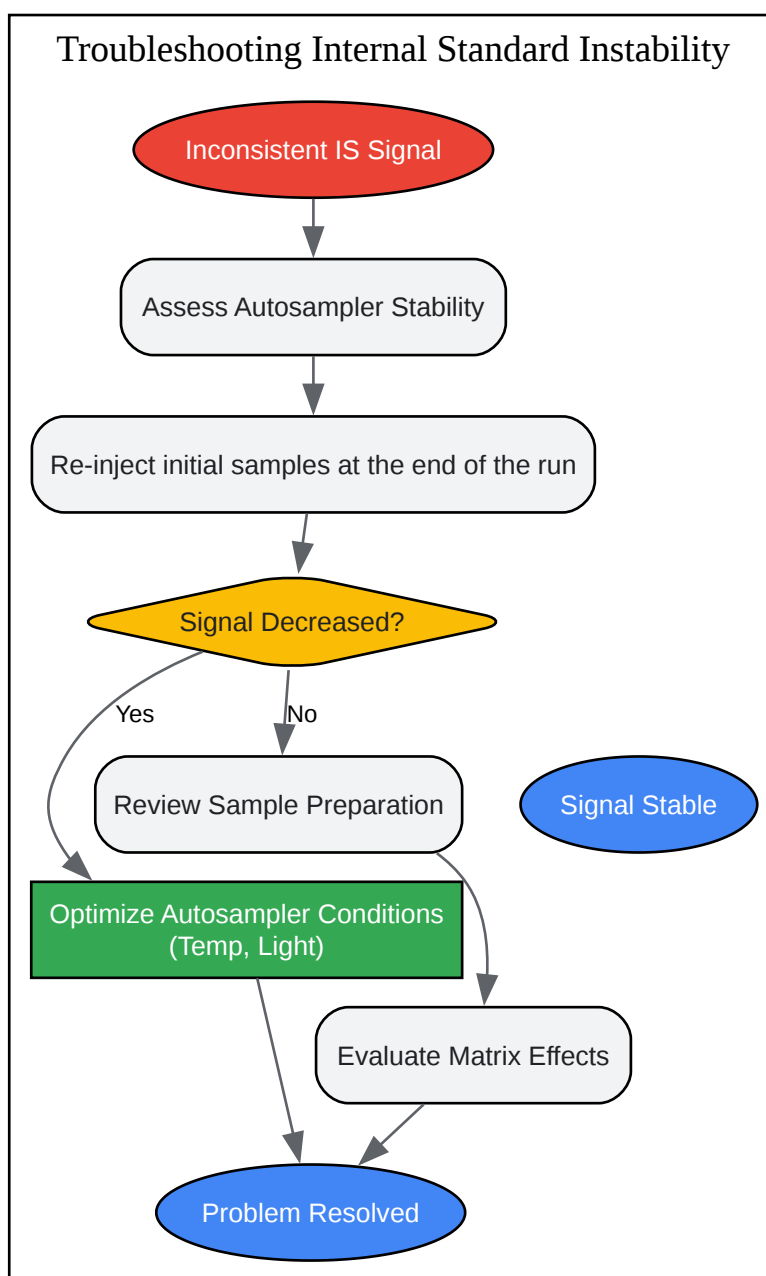 Troubleshooting Internal Standard Instability
Inconsistent IS Signal
Assess Autosampler Stability
Re-inject initial samples at the end of the run
Signal Decreased?
Yes
No
Review Sample Preparation
Signal Stable
Optimize Autosampler Conditions
(Temp, Light)
Evaluate Matrix Effects
Problem Resolved